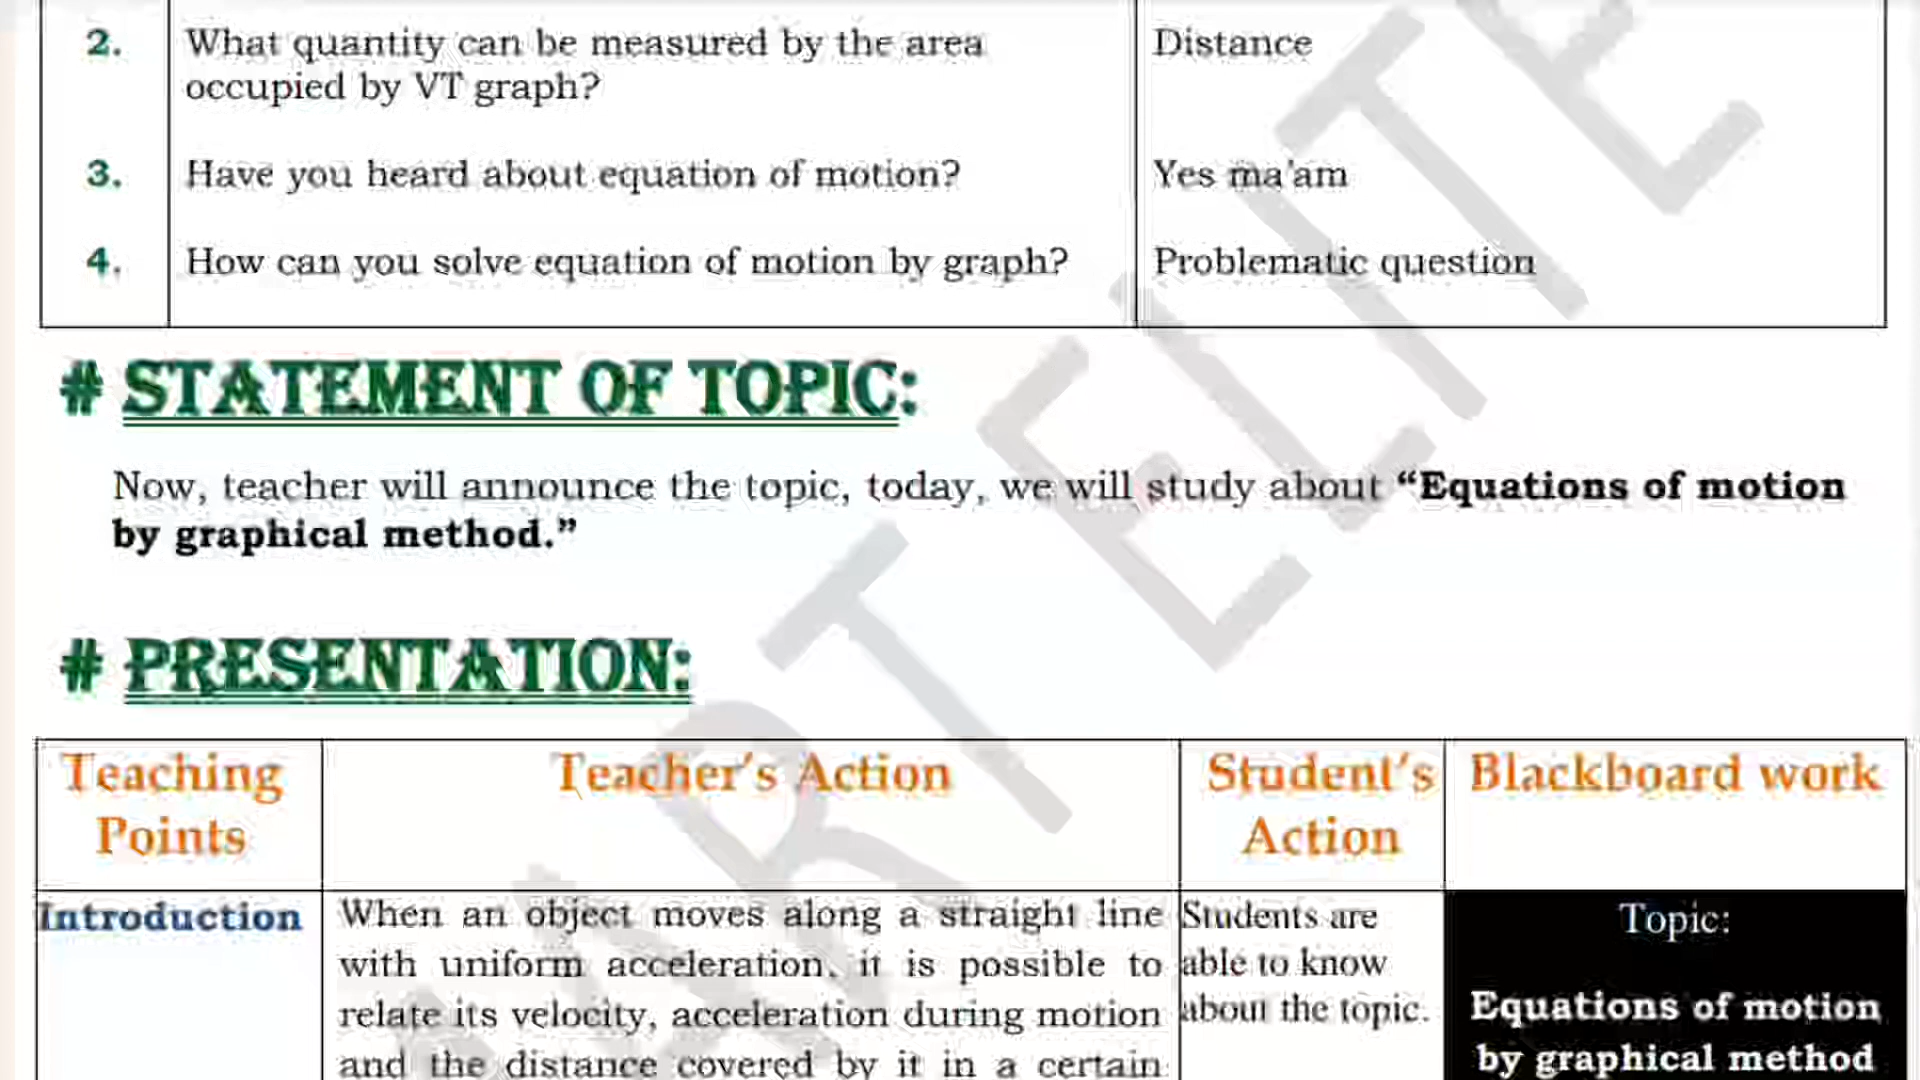 2. What quantity can be measured by the area Distance
occupied by VT graph?
3. Have you heard about equation of motion? Yes ma'am
4. How can you solve equation of motion by graph? Problematic question
# STATEMENT OF TOPIC:
Now, teacher will announce the topic, today, we will study about “Equations of motion
by graphical method.”
# PRESENTATION:
Teaching
Points
Teacher's Action
Student's
Action
Blackboard work
Introduction
When an object moves along a straight line
with uniform acceleration, it is possible to
relate its velocity, acceleration during motion
and the distance covered by it in a certain
Students are
able to know
about the topic.
Topic:
Equations of motion
by graphical method
ART ELITE